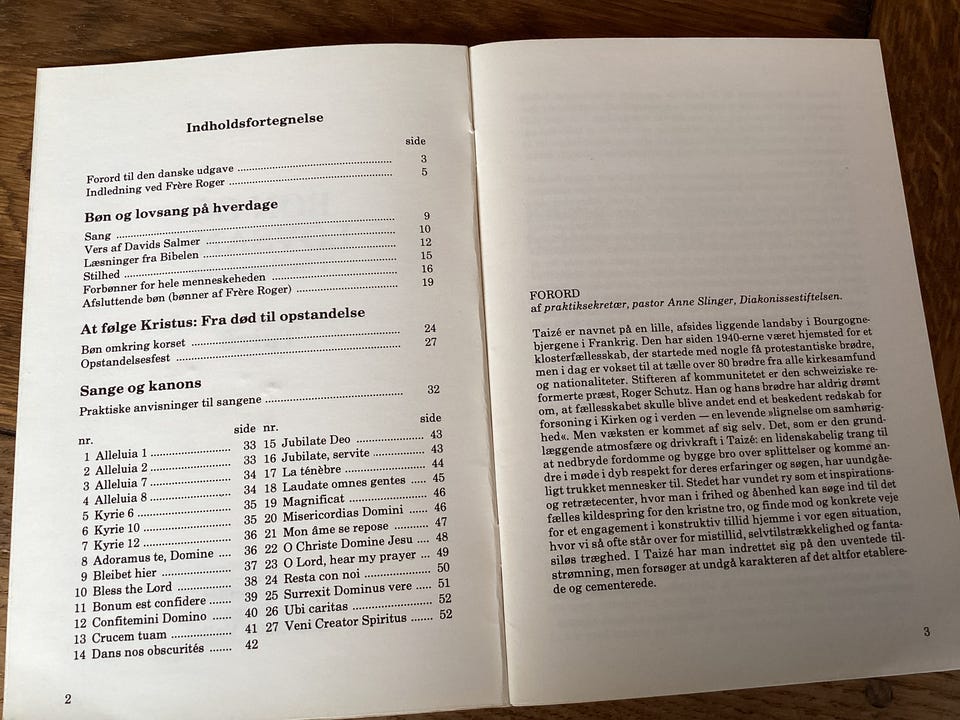 Indholdsfortegnelse
side
Forord til den danske udgave ........ 3
Indledning ved Frère Roger ........ 5
Bøn og lovsang på hverdage
Sang ........ 9
Vers af Davids Salmer ........ 10
Læsninger fra Bibelen ........ 12
Stilhed ........ 15
Forbønner for hele menneskeheden ........ 16
Afsluttende bøn (bønner af Frère Roger) ........ 19
At følge Kristus: Fra død til opstandelse
Bøn omkring korset ........ 24
Opstandelsesfest ........ 27
Sange og kanons
Praktiske anvisninger til sangene ........ 32
nr. side
1 Alleluia 1 ........ 33
2 Alleluia 2 ........ 33
3 Alleluia 7 ........ 34
4 Alleluia 8 ........ 34
5 Kyrie 6 ........ 35
6 Kyrie 10 ........ 35
7 Kyrie 12 ........ 36
8 Adoramus te, Domine .... 36
9 Bleibet hier ........ 37
10 Bless the Lord ........ 38
11 Bonum est confidere ...... 39
12 Confitemini Domino ...... 40
13 Crucem tuam ........ 41
14 Dans nos obscurités ....... 42
nr. side
15 Jubilate Deo ........ 43
16 Jubilate, servite ........ 43
17 La ténèbre ........ 44
18 Laudate omnes gentes ..... 45
19 Magnificat ........ 46
20 Misericordias Domini ..... 46
21 Mon âme se repose ........ 47
22 O Christe Domine Jesu ... 48
23 O Lord, hear my prayer ... 49
24 Resta con noi ........ 50
25 Surrexit Dominus vere .... 51
26 Ubi caritas ........ 52
27 Veni Creator Spiritus ....... 52
2
FORORD
af praktiksekretær, pastor Anne Slinger, Diakonissestiftelsen.
Taizé er navnet på en lille, afsides liggende landsby i Bourgogne-
bjergene i Frankrig. Den har siden 1940-erne været hjemsted for et
klosterfællesskab, der startede med nogle få protestantiske brødre,
men i dag er vokset til at tælle over 80 brødre fra alle kirkesamfund
og nationaliteter. Stifteren af kommunitetet er den schweiziske re-
formerte præst, Roger Schutz. Han og hans brødre har aldrig drømt
om, at fællesskabet skulle blive andet end et beskedent redskab for
forsoning i Kirken og i verden — en levende »lignelse om samhørig-
hed«. Men væksten er kommet af sig selv. Det, som er den grund-
læggende atmosfære og drivkraft i Taizé: en lidenskabelig trang til
at nedbryde fordomme og bygge bro over splittelser og komme an-
dre i møde i dyb respekt for deres erfaringer og søgen, har uundgåe-
ligt trukket mennesker til. Stedet har vundet ry som et inspirations-
og retrætecenter, hvor man i frihed og åbenhed kan søge ind til det
fælles kildespring for den kristne tro, og finde mod og konkrete veje
for et engagement i konstruktiv tillid hjemme i vor egen situation,
hvor vi så ofte står over for mistillid, selvtilstrækkelighed og fanta-
siløs træghed. I Taizé har man indrettet sig på den uventede til-
strømning, men forsøger at undgå karakteren af det altfor etablere-
de og cementerede.
3